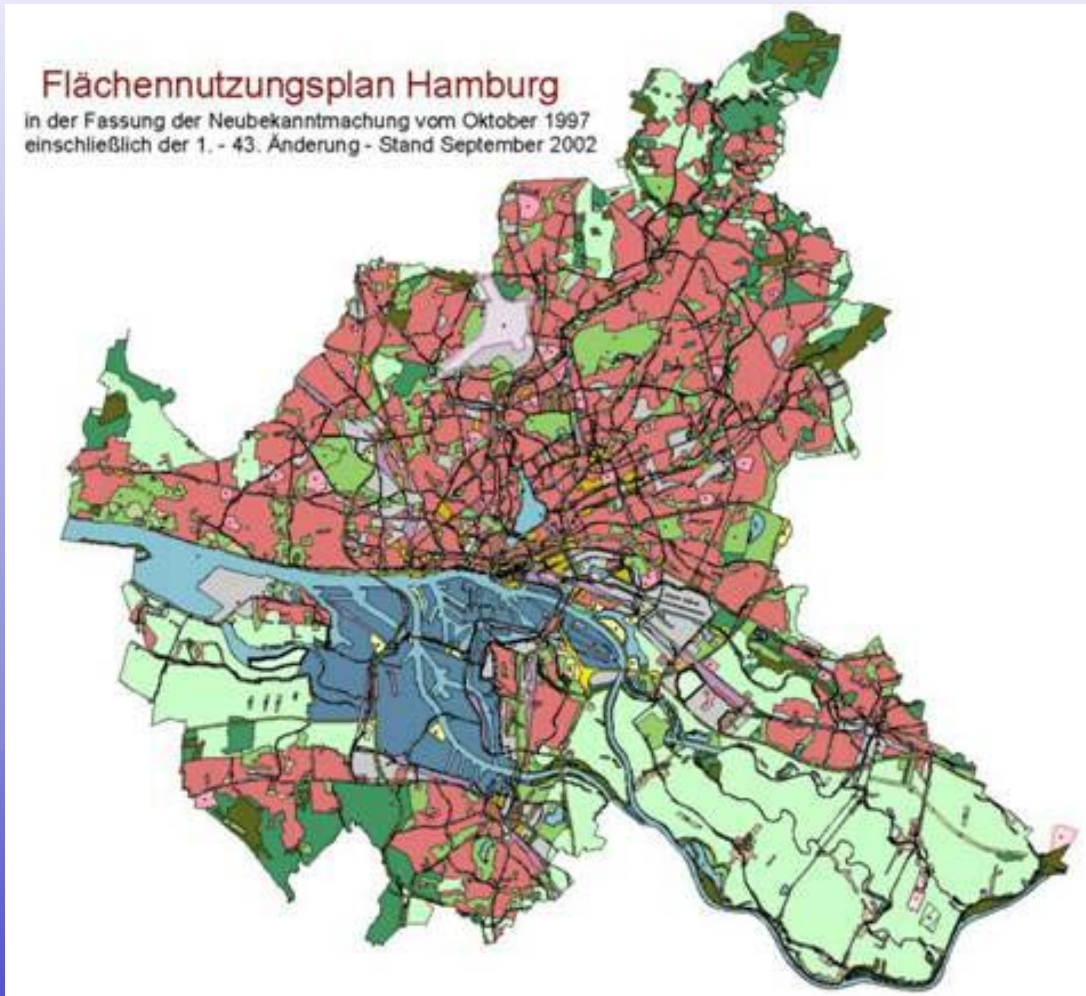 Flächennutzungsplan Hamburg
in der Fassung der Neubekanntmachung vom Oktober 1997
einschließlich der 1. - 43. Änderung - Stand September 2002